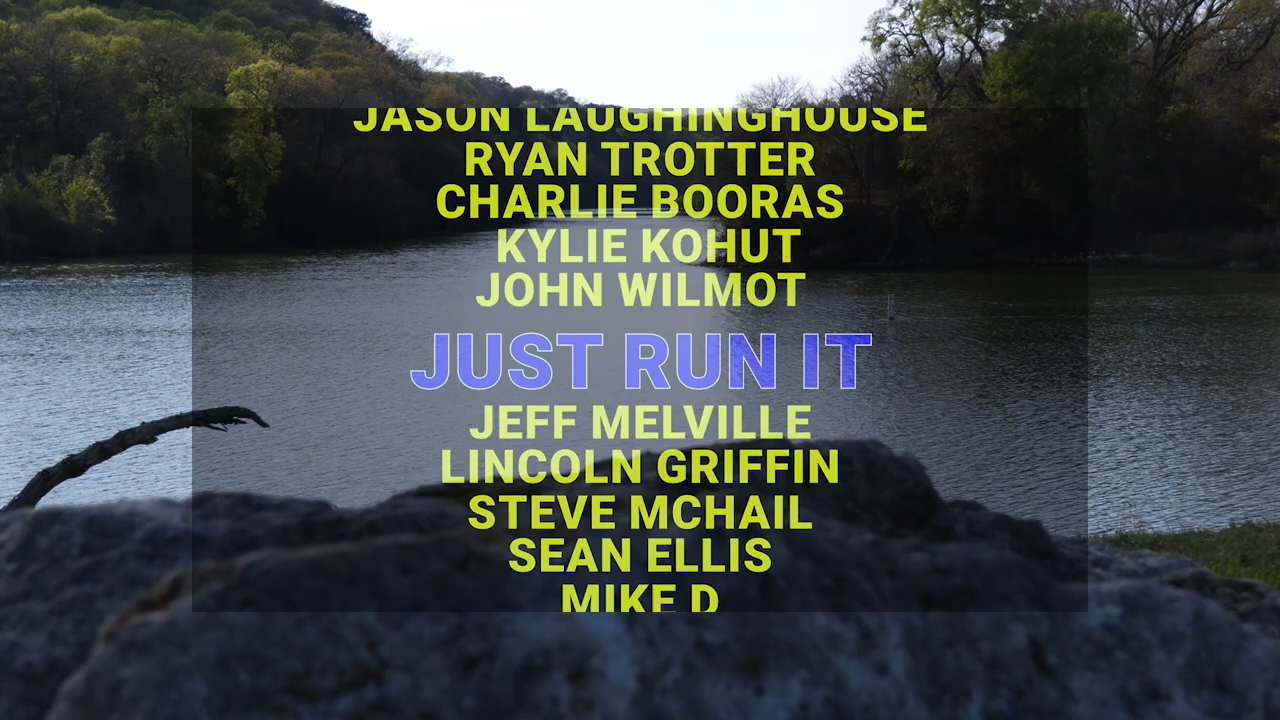 JASON LAUGHINGHOUSE
RYAN TROTTER
CHARLIE BOORAS
KYLIE KOHUT
JOHN WILMOT
JUST RUN IT
JEFF MELVILLE
LINCOLN GRIFFIN
STEVE MCHAIL
SEAN ELLIS
MIKE D